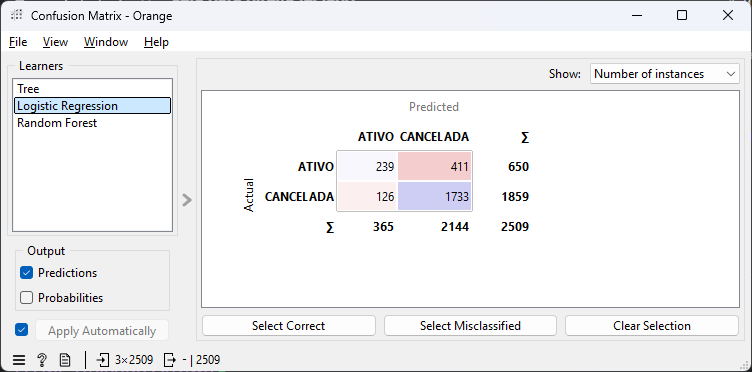 Confusion Matrix - Orange
File View Window Help
Learners
Tree
Logistic Regression
Random Forest
Output
Predictions
Probabilities
Apply Automatically
Show: Number of instances
Predicted
ATIVO CANCELADA Σ
ATIVO 239 411 650
Actual
CANCELADA 126 1733 1859
Σ 365 2144 2509
Select Correct Select Misclassified Clear Selection
? 3×2509 - | 2509